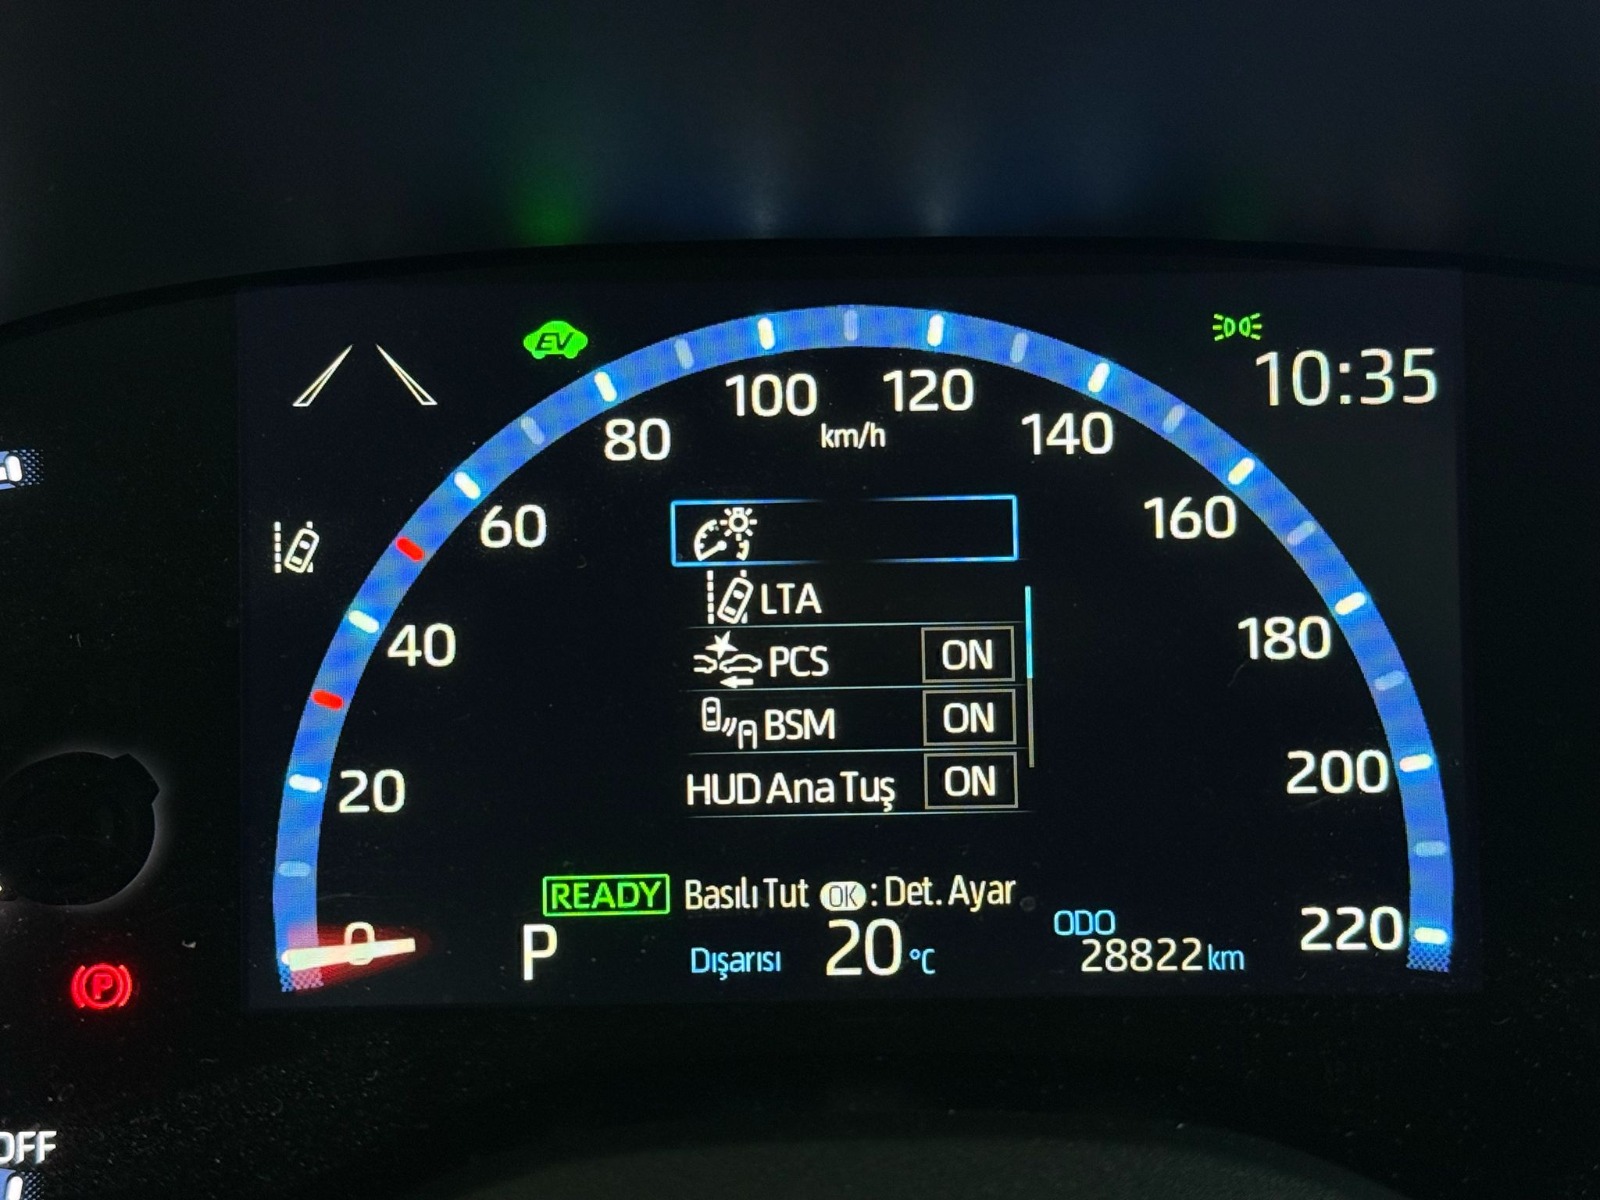 EV
10:35
100
120
km/h
80
140
60
160
LTA
40
180
PCS ON
BSM ON
20
HUD Ana Tuş ON
200
READY Basılı Tut OK : Det. Ayar
0
P
Dışarısı 20 °C
ODO
28822 km
220
P
OFF